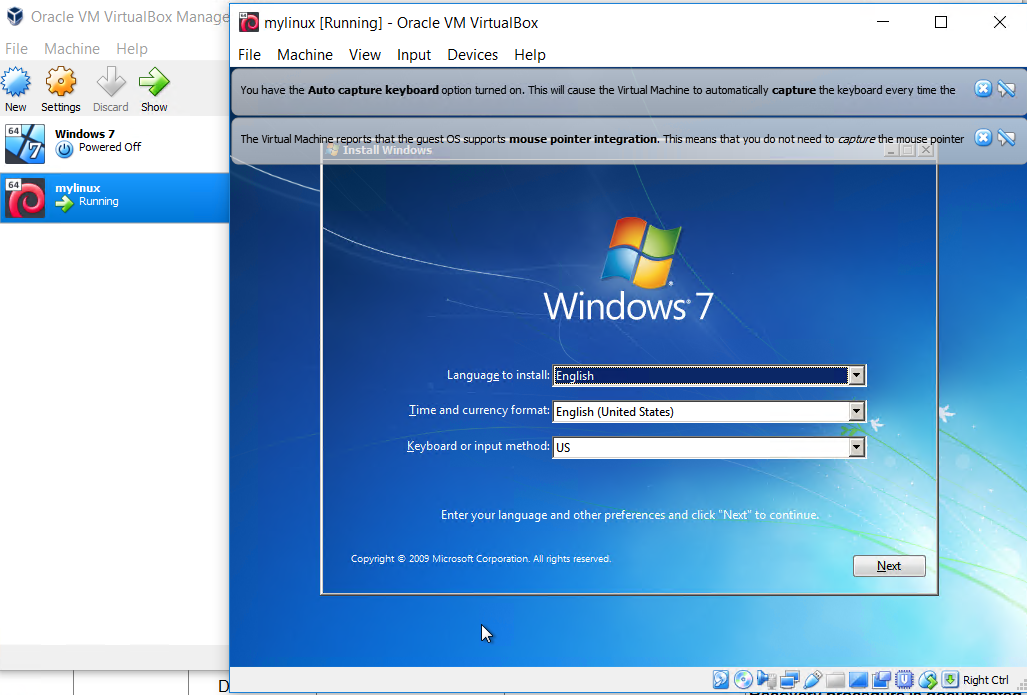 Oracle VM VirtualBox Manage
File Machine Help
New Settings Discard Show
64
7
Windows 7
Powered Off
64
mylinux
Running
mylinux [Running] - Oracle VM VirtualBox
File Machine View Input Devices Help
You have the Auto capture keyboard option turned on. This will cause the Virtual Machine to automatically capture the keyboard every time the
The Virtual Machine reports that the guest OS supports mouse pointer integration. This means that you do not need to capture the mouse pointer
Install Windows
Windows 7
Language to install: English
Time and currency format: English (United States)
Keyboard or input method: US
Enter your language and other preferences and click "Next" to continue.
Copyright © 2009 Microsoft Corporation. All rights reserved.
Next
Right Ctrl
D